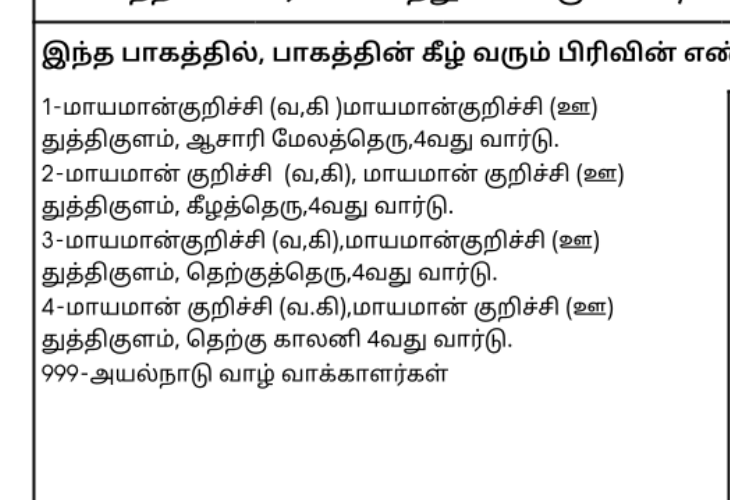 இந்த பாகத்தில், பாகத்தின் கீழ் வரும் பிரிவின்
1-மாயமான்குறிச்சி (வ,கி )மாயமான்குறிச்சி (ஊ)
துத்திகுளம், ஆசாரி மேலத்தெரு,4வது வார்டு.
2-மாயமான் குறிச்சி (வ,கி), மாயமான் குறிச்சி (ஊ)
துத்திகுளம், கீழத்தெரு,4வது வார்டு.
3-மாயமான்குறிச்சி (வ,கி),மாயமான்குறிச்சி (ஊ)
துத்திகுளம், தெற்குத்தெரு,4வது வார்டு.
4-மாயமான் குறிச்சி (வ.கி),மாயமான் குறிச்சி (ஊ)
துத்திகுளம், தெற்கு காலனி 4வது வார்டு.
999-அயல்நாடு வாழ் வாக்காளர்கள்